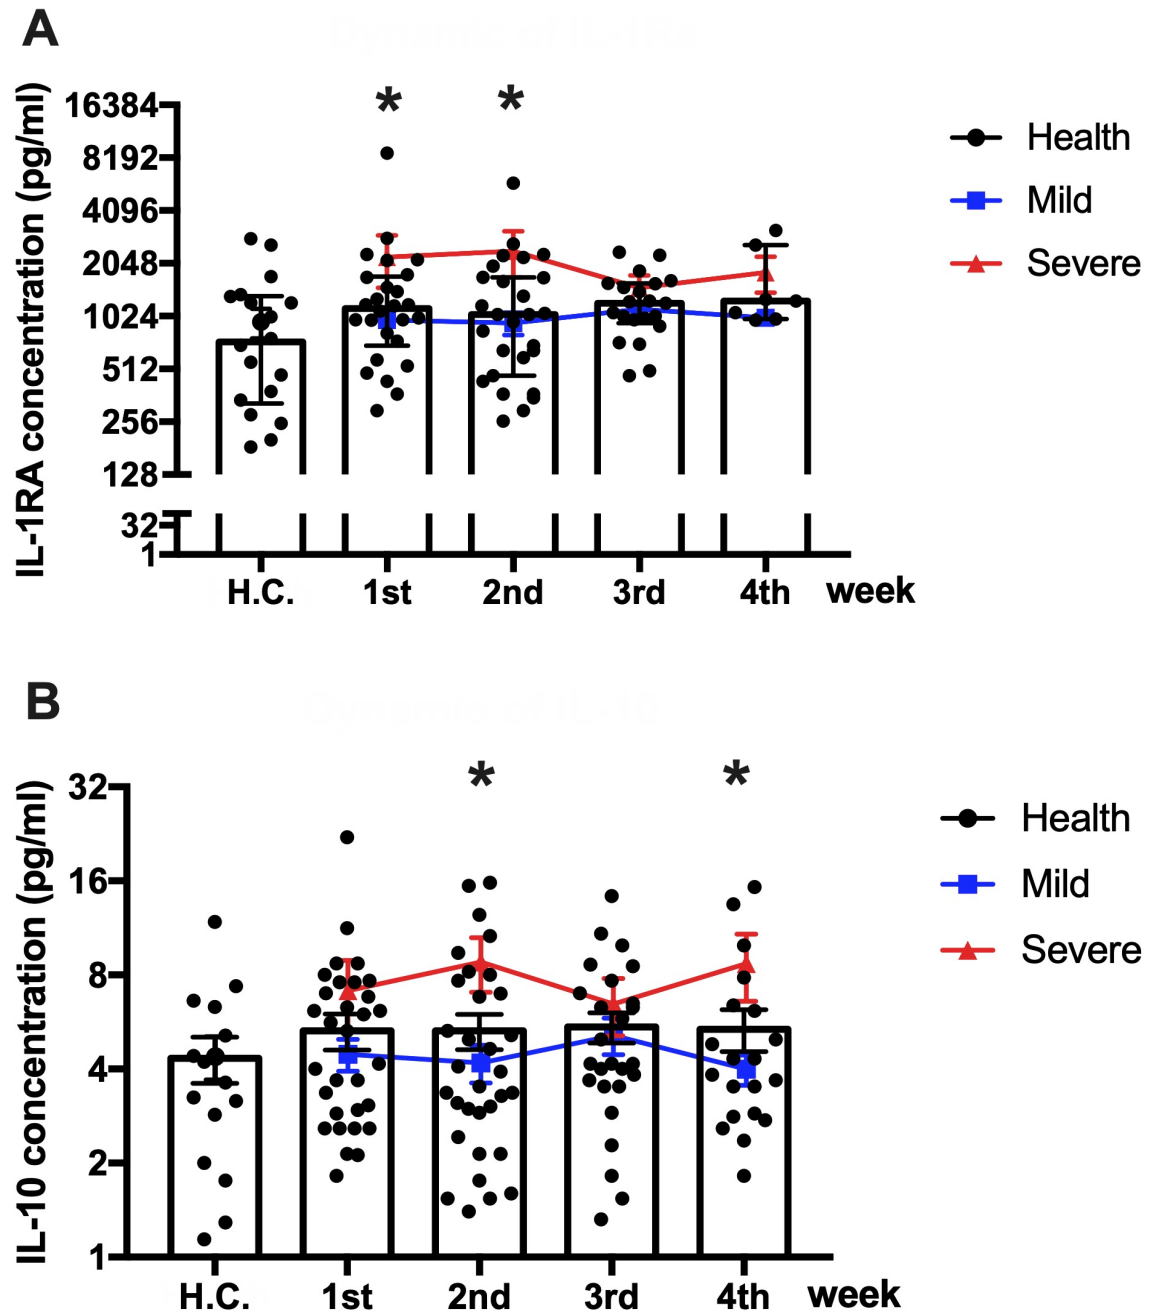 A
IL-1RA concentration (pg/ml)
16384
8192
4096
2048
1024
512
256
128
32
1
* *
H.C. 1st 2nd 3rd 4th week
Health
Mild
Severe
B
IL-10 concentration (pg/ml)
32
16
8
4
2
1
* *
H.C. 1st 2nd 3rd 4th week
Health
Mild
Severe